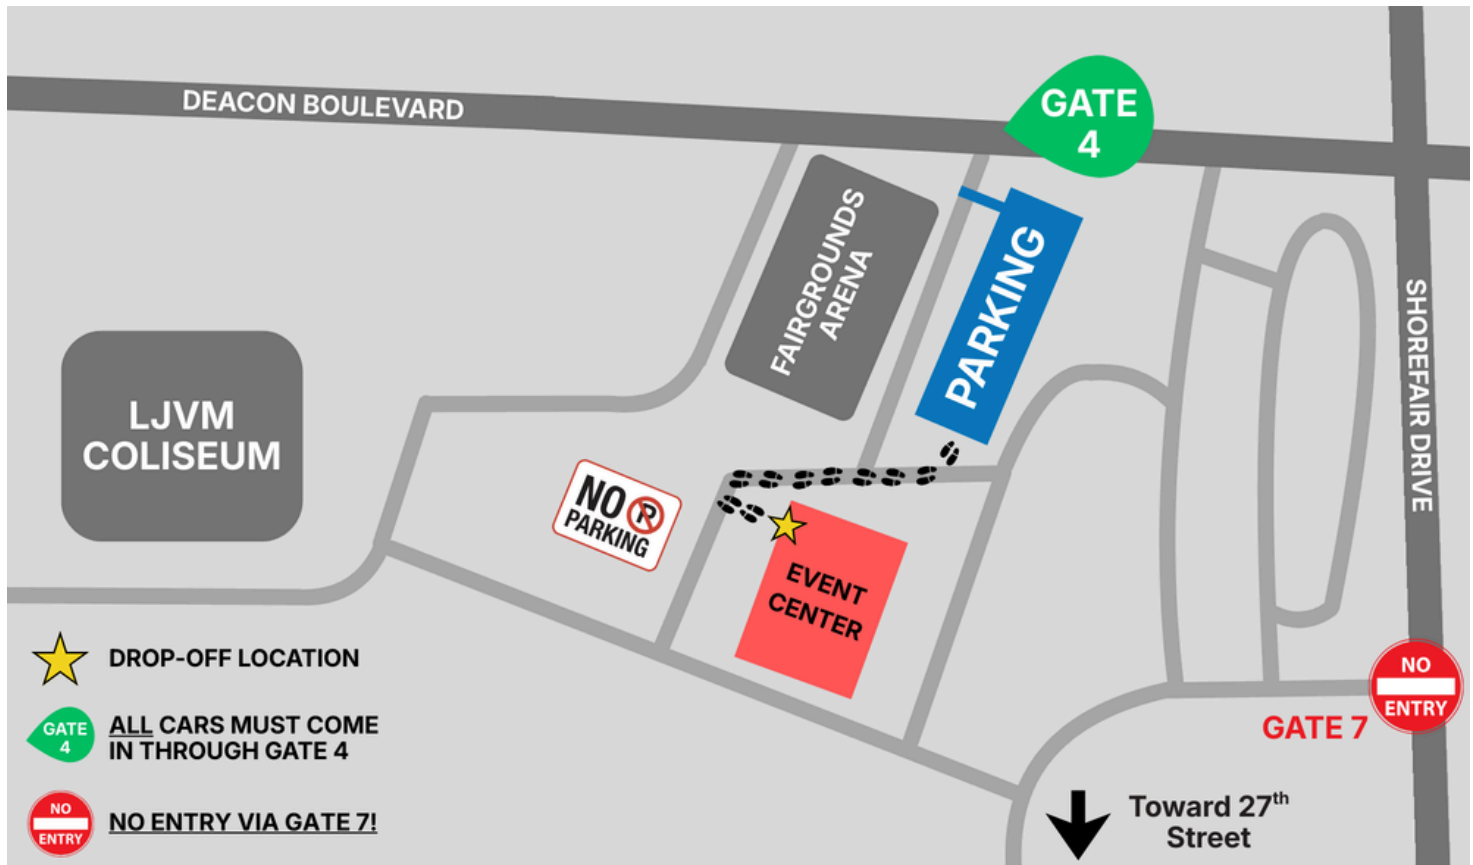 DEACON BOULEVARD
GATE
4
FAIRGROUNDS
ARENA
PARKING
SHOREFAIR DRIVE
LJVM
COLISEUM
NO P
PARKING
EVENT
CENTER
DROP-OFF LOCATION
GATE
4
ALL CARS MUST COME
IN THROUGH GATE 4
NO
ENTRY
NO ENTRY VIA GATE 7!
NO
ENTRY
GATE 7
Toward 27th
Street